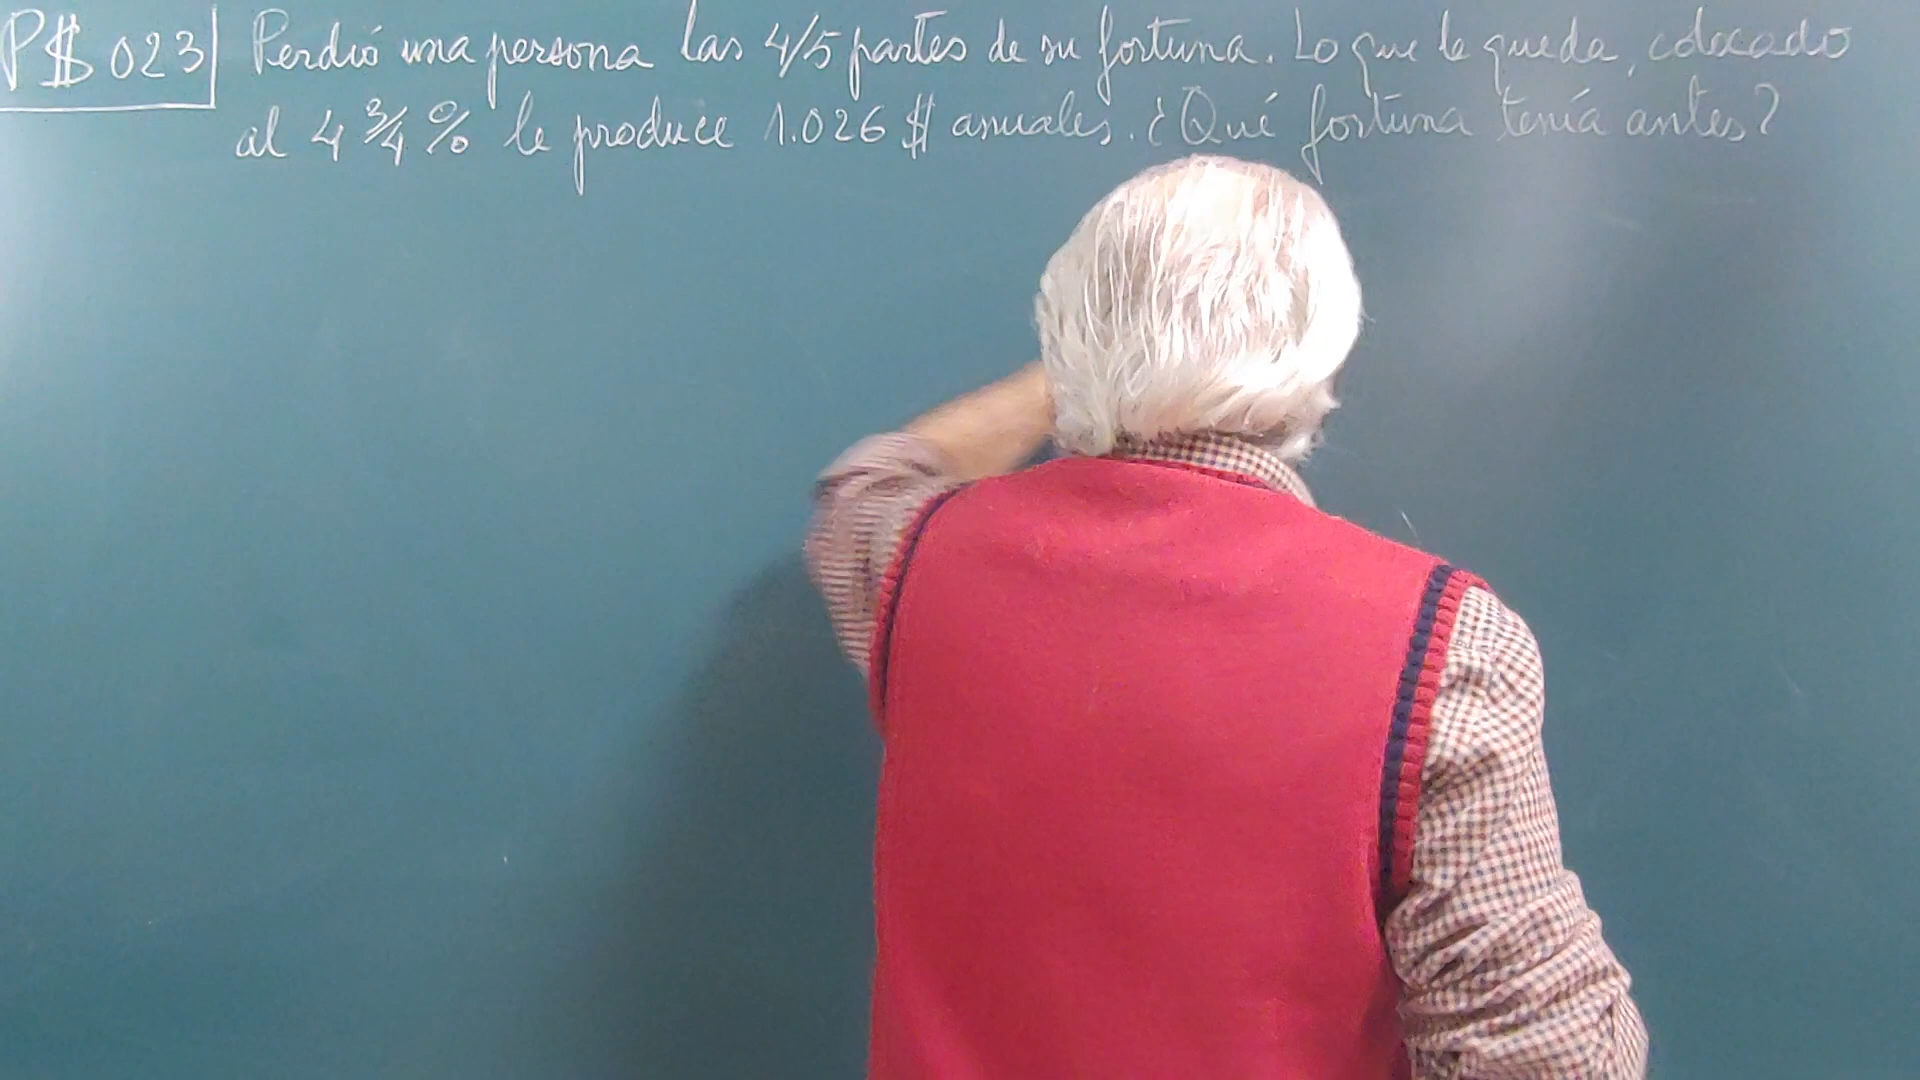 P$ 023 Perdió una persona las 4/5 partes de su fortuna. Lo que le queda, colocado
al 4 3/4 % le produce 1.026 $ anuales. ¿Qué fortuna tenía antes?